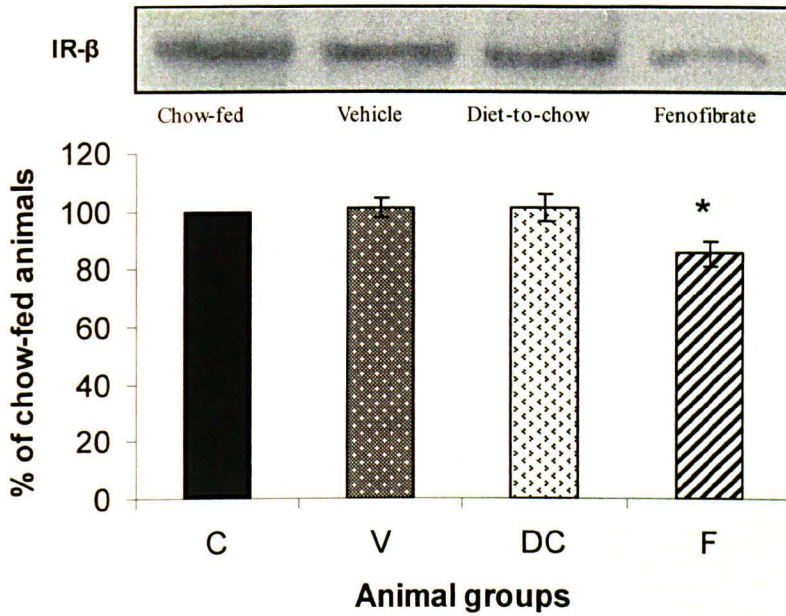 IR-β
Chow-fed Vehicle Diet-to-chow Fenofibrate
% of chow-fed animals
120
100
80
60
40
20
0
*
C V DC F
Animal groups